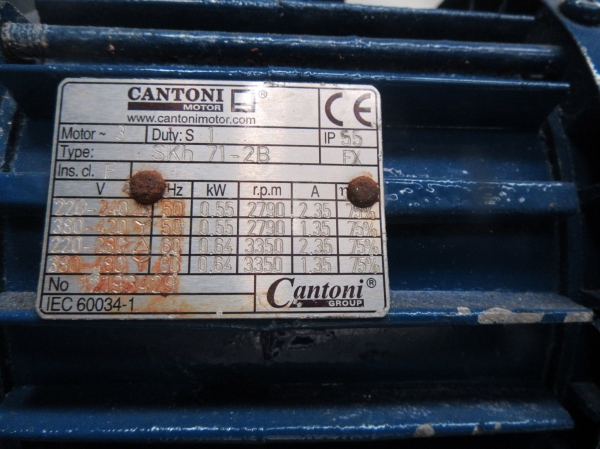 CANTONI ®
MOTOR
www.cantonimotor.com
CE
Motor ~ 3 Duty: S 1 IP 55
Type: SKh 71-2B EX
Ins. cl. F
V Hz kW r.p.m A
220-240 50 0.55 2790 2.35 75%
380-420 50 0.55 2790 1.35 75%
220-280 60 0.64 3350 2.35 75%
60 0.64 3350 1.35 75%
No
IEC 60034-1
Cantoni ®
GROUP